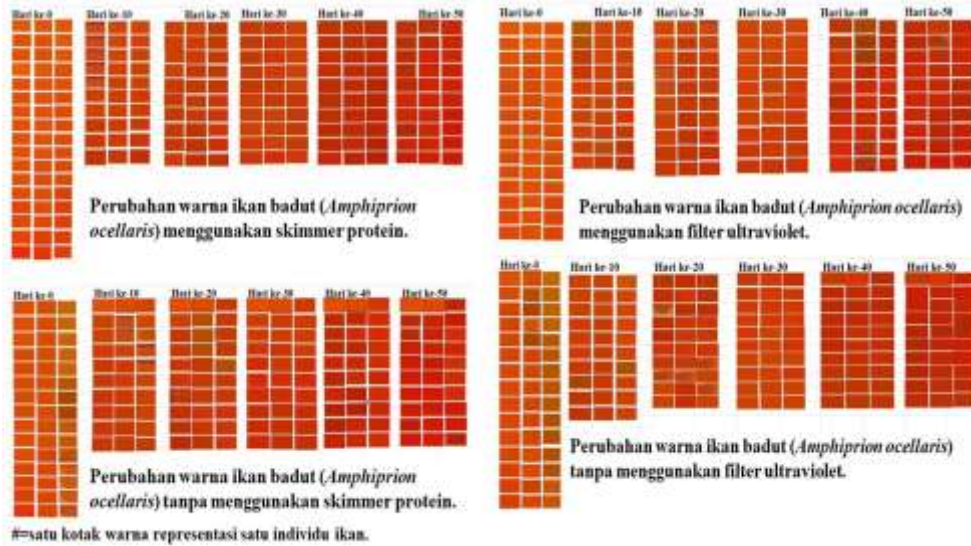 Hari ke-0 Hari ke-10 Hari ke-20 Hari ke-30 Hari ke-40 Hari ke-50
Perubahan warna ikan badut (Amphiprion
ocellaris) menggunakan skimmer protein.
Hari ke-0 Hari ke-10 Hari ke-20 Hari ke-30 Hari ke-40 Hari ke-50
Perubahan warna ikan badut (Amphiprion ocellaris)
menggunakan filter ultraviolet.
Hari ke-0 Hari ke-10 Hari ke-20 Hari ke-30 Hari ke-40 Hari ke-50
Perubahan warna ikan badut (Amphiprion
ocellaris) tanpa menggunakan skimmer protein.
Hari ke-0 Hari ke-10 Hari ke-20 Hari ke-30 Hari ke-40 Hari ke-50
Perubahan warna ikan badut (Amphiprion ocellaris)
tanpa menggunakan filter ultraviolet.
#=satu kotak warna representasi satu individu ikan.